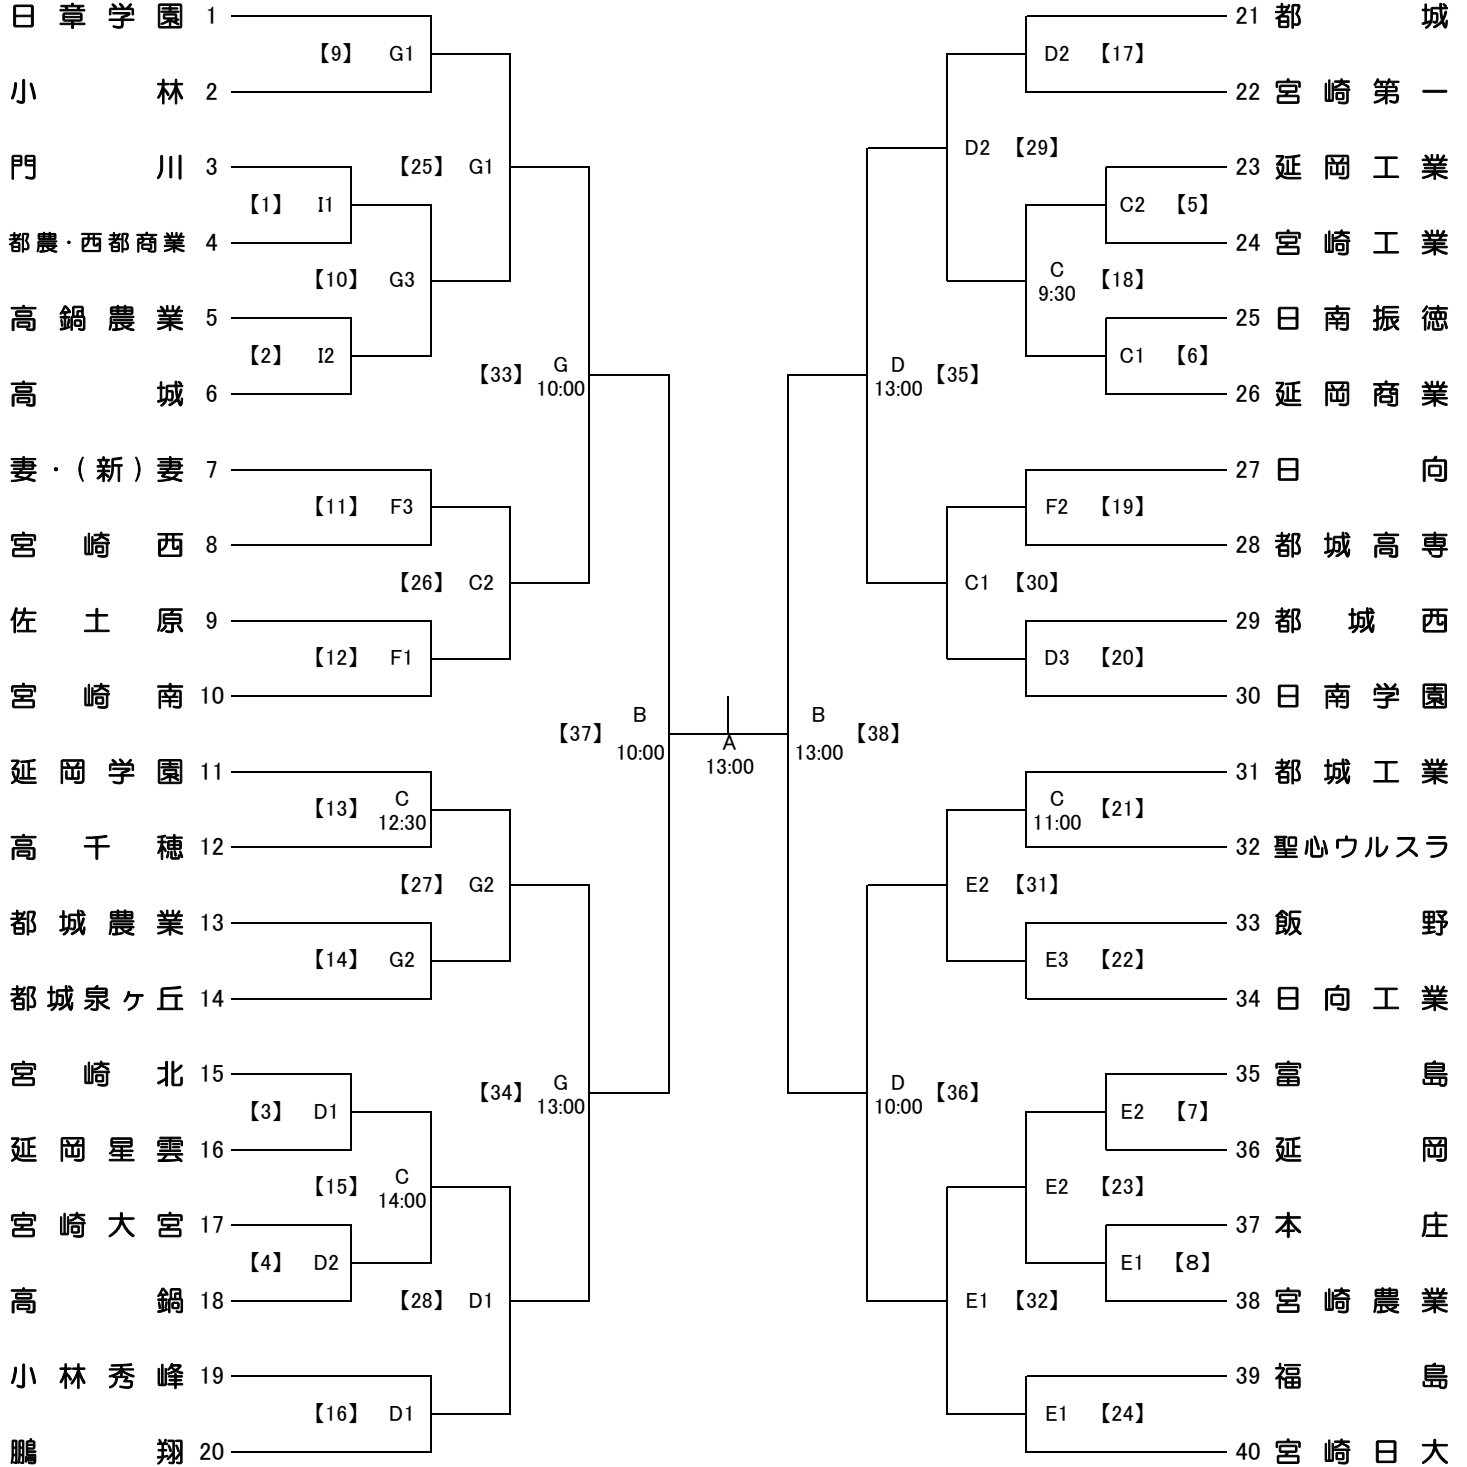 日章学園 1
【9】 G1
小林 2
門川 3
【25】 G1
【1】 I1
都農・西都商業 4
【10】 G3
高鍋農業 5
【2】 I2
【33】 G 10:00
高城 6
妻・(新)妻 7
【11】 F3
宮崎西 8
【26】 C2
佐土原 9
【12】 F1
宮崎南 10
【37】 B 10:00
延岡学園 11
【13】 C 12:30
高千穂 12
【27】 G2
都城農業 13
【14】 G2
都城泉ヶ丘 14
宮崎北 15
【34】 G 13:00
【3】 D1
延岡星雲 16
【15】 C 14:00
宮崎大宮 17
【4】 D2
高鍋 18
【28】 D1
小林秀峰 19
【16】 D1
鵬翔 20
A
13:00
21 都城
D2 【17】
22 宮崎第一
D2 【29】
23 延岡工業
C2 【5】
24 宮崎工業
C 9:30 【18】
25 日南振徳
C1 【6】
D 13:00 【35】
26 延岡商業
27 日向
F2 【19】
28 都城高専
C1 【30】
29 都城西
D3 【20】
30 日南学園
B 13:00 【38】
31 都城工業
C 11:00 【21】
32 聖心ウルスラ
E2 【31】
33 飯野
E3 【22】
34 日向工業
35 富島
D 10:00 【36】
E2 【7】
36 延岡
E2 【23】
37 本庄
E1 【8】
38 宮崎農業
E1 【32】
39 福島
E1 【24】
40 宮崎日大